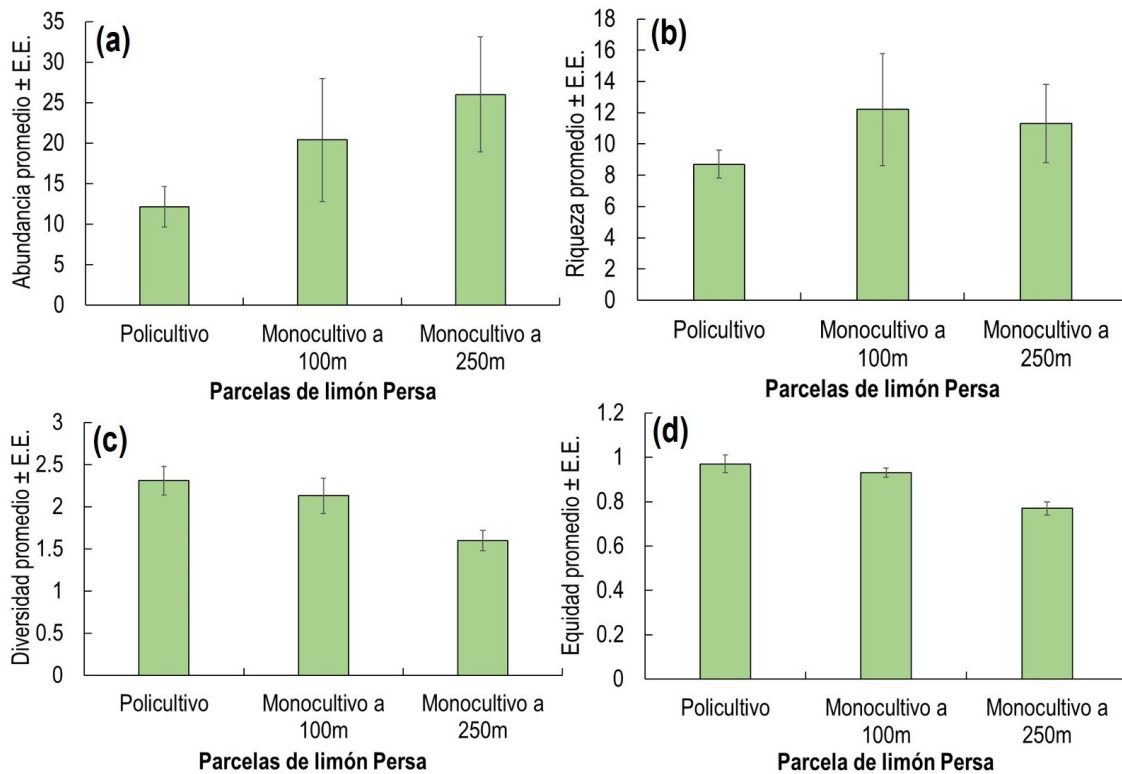 (a)
Abundancia promedio ± E.E.
35
30
25
20
15
10
5
0
Policultivo
Monocultivo a
100m
Monocultivo a
250m
Parcelas de limón Persa
(b)
Riqueza promedio ± E.E.
18
16
14
12
10
8
6
4
2
0
Policultivo
Monocultivo a
100m
Monocultivo a
250m
Parcelas de limón Persa
(c)
Diversidad promedio ± E.E.
3
2.5
2
1.5
1
0.5
0
Policultivo
Monocultivo a
100m
Monocultivo a
250m
Parcelas de limón Persa
(d)
Equidad promedio ± E.E.
1.2
1
0.8
0.6
0.4
0.2
0
Policultivo
Monocultivo a
100m
Monocultivo a
250m
Parcela de limón Persa